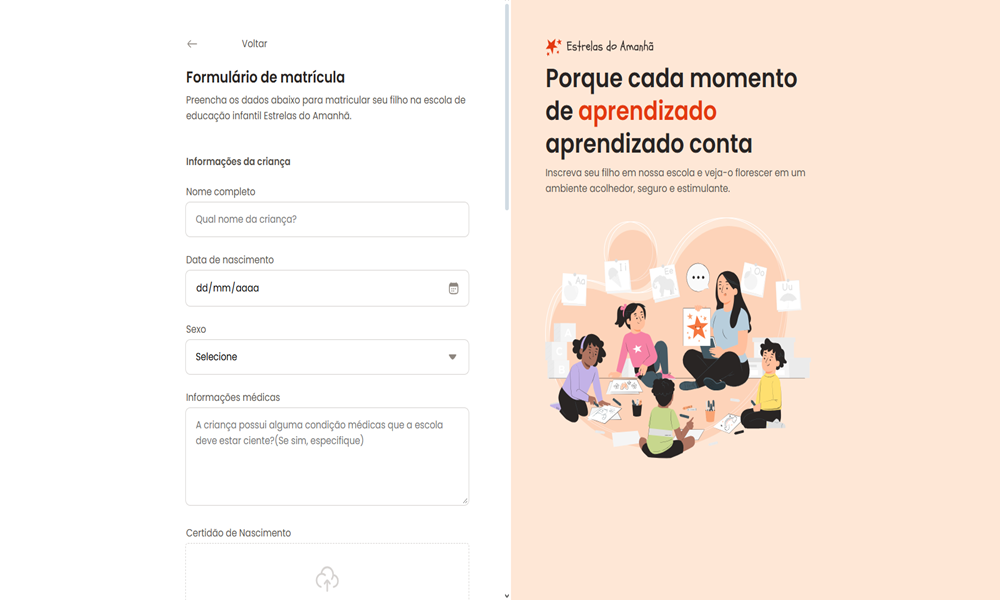 Voltar
Formulário de matrícula
Preencha os dados abaixo para matricular seu filho na escola de
educação infantil Estrelas do Amanhã.
Informações da criança
Nome completo
Qual nome da criança?
Data de nascimento
dd/mm/aaaa
Sexo
Selecione
Informações médicas
A criança possui alguma condição médicas que a escola
deve estar ciente?(Se sim, especifique)
Certidão de Nascimento
Estrelas do Amanhã
Porque cada momento
de aprendizado
aprendizado conta
Inscreva seu filho em nossa escola e veja-o florescer em um
ambiente acolhedor, seguro e estimulante.
Ii
Ee
Oo
Aa
Uu
A